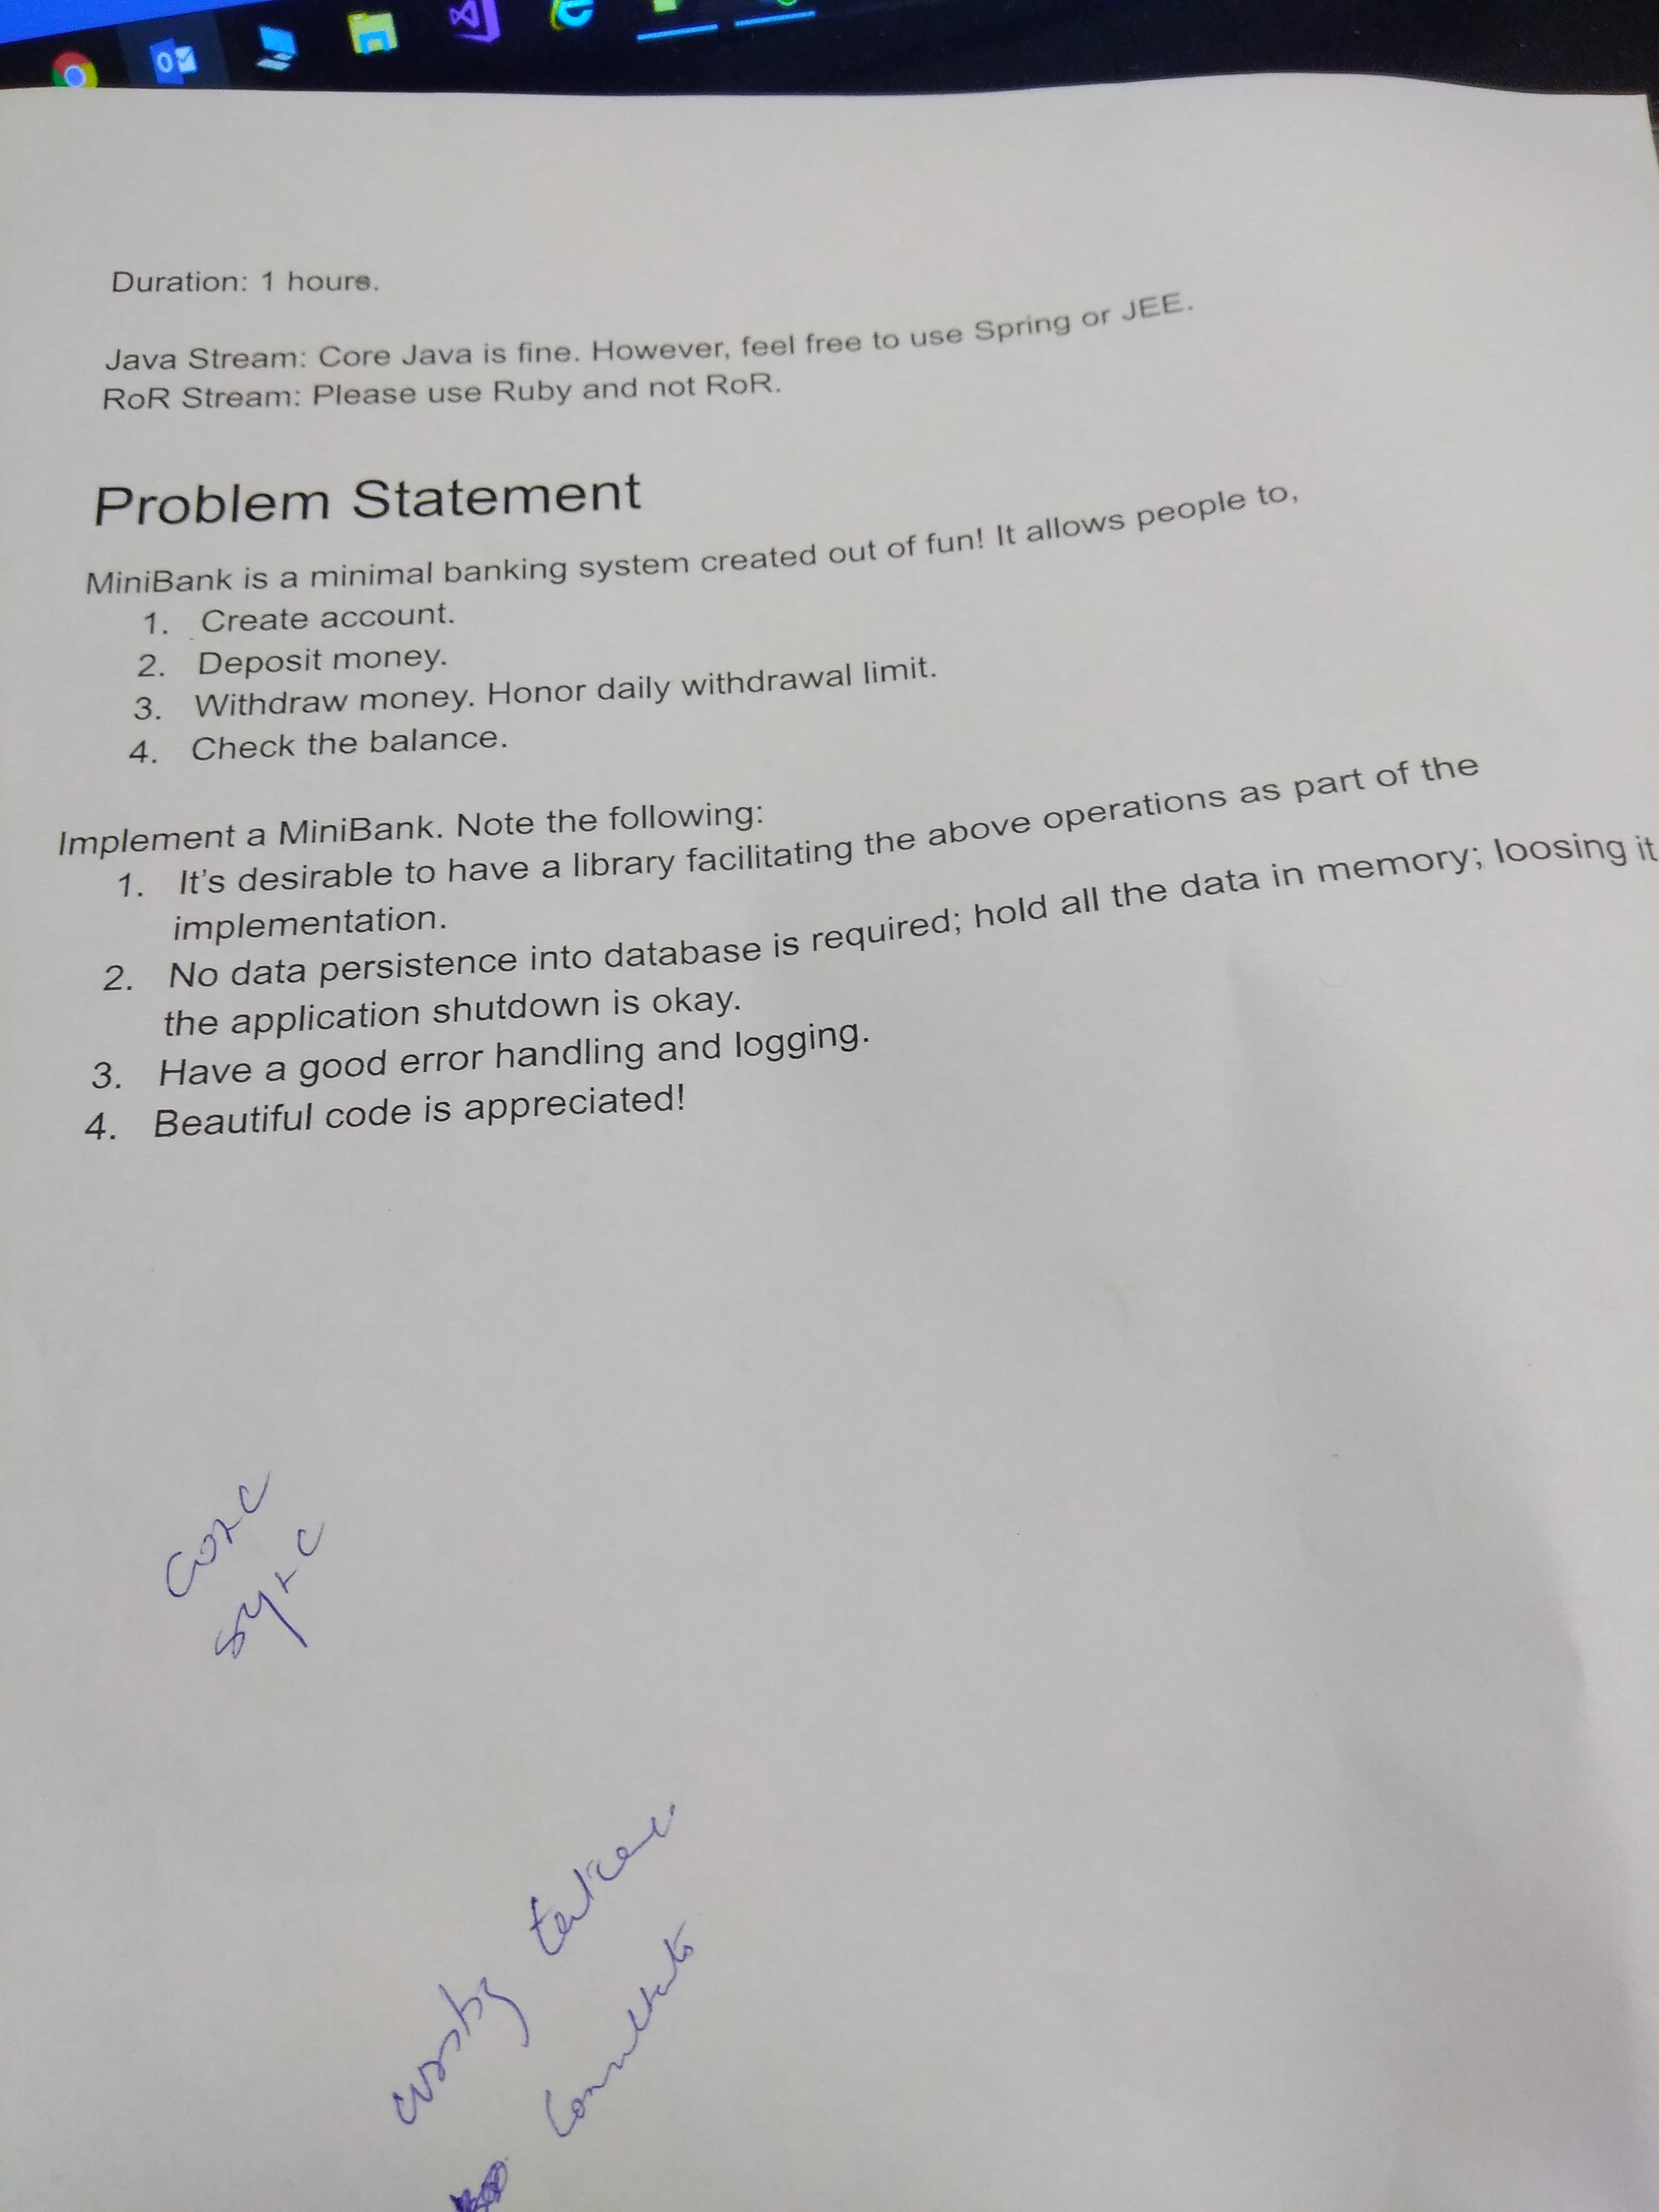 Duration: 1 hours.
Java Stream: Core Java is fine. However, feel free to use Spring or JEE.
RoR Stream: Please use Ruby and not RoR.
Problem Statement
MiniBank is a minimal banking system created out of fun! It allows people to,
1. Create account.
2. Deposit money.
3. Withdraw money. Honor daily withdrawal limit.
4. Check the balance.
Implement a MiniBank. Note the following:
1. It's desirable to have a library facilitating the above operations as part of the
implementation.
2. No data persistence into database is required; hold all the data in memory; loosing it
the application shutdown is okay.
3. Have a good error handling and logging.
4. Beautiful code is appreciated!